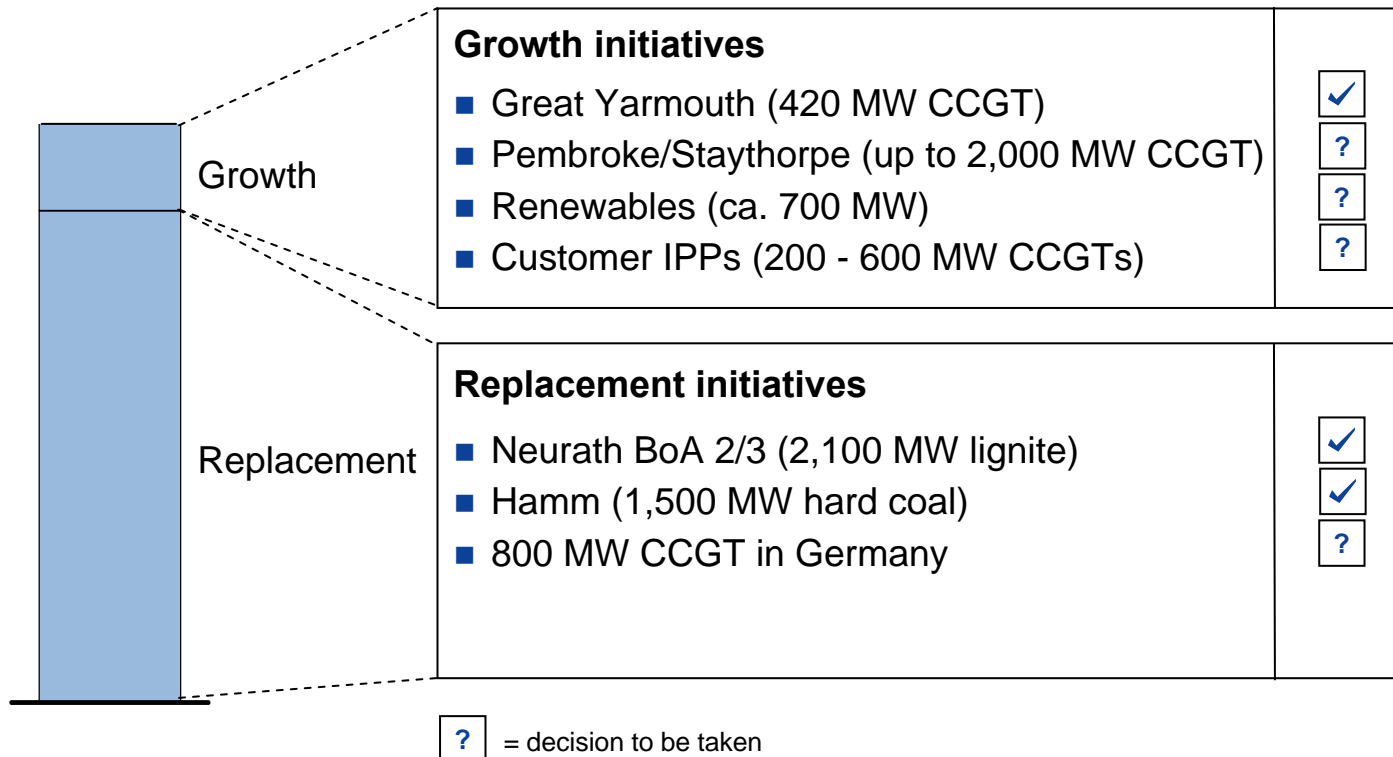 Growth initiatives
■ Great Yarmouth (420 MW CCGT) ✓
■ Pembroke/Staythorpe (up to 2,000 MW CCGT) ?
■ Renewables (ca. 700 MW) ?
■ Customer IPPs (200 - 600 MW CCGTs) ?
Growth
Replacement initiatives
■ Neurath BoA 2/3 (2,100 MW lignite) ✓
■ Hamm (1,500 MW hard coal) ✓
■ 800 MW CCGT in Germany ?
Replacement
? = decision to be taken